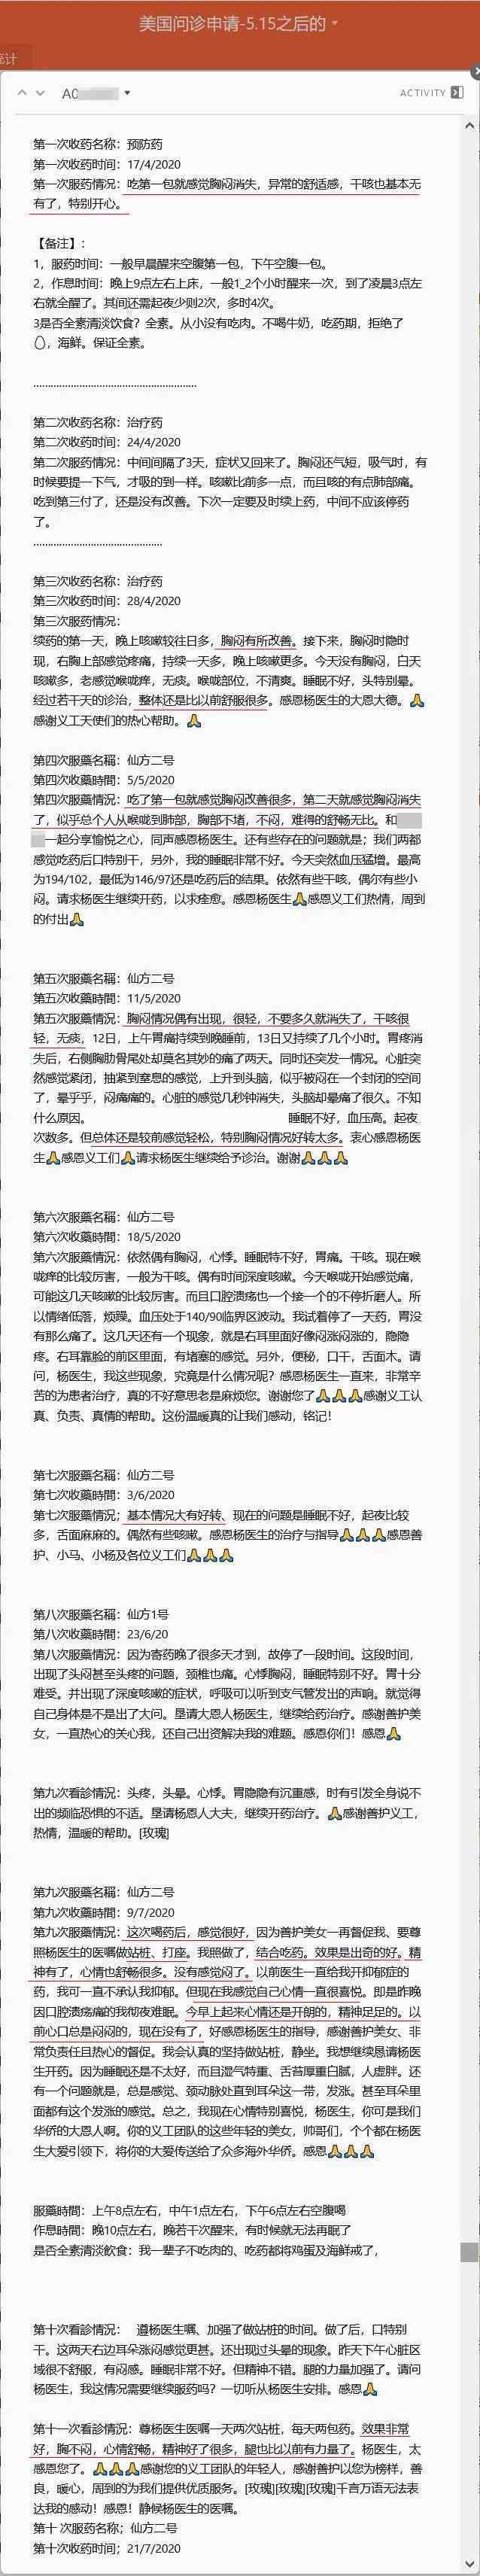 美国问诊申请-5.15之后的
统计
A0
ACTIVITY
第一次收药名称：预防药
第一次收药时间：17/4/2020
第一次服药情况：吃第一包就感觉胸闷消失，异常的舒适感，干咳也基本无
有了，特别开心。
【备注】：
1，服药时间：一般早晨醒来空腹第一包，下午空腹一包。
2，作息时间：晚上9点左右上床，一般1_2个小时醒来一次，到了凌晨3点左
右就全醒了。其间还需起夜少则2次，多时4次。
3是否全素清淡饮食？全素。从小没有吃肉。不喝牛奶，吃药期，拒绝了
🥚，海鲜。保证全素。
........................................................
第二次收药名称：治疗药
第二次收药时间：24/4/2020
第二次服药情况：中间间隔了3天，症状又回来了。胸闷还气短，吸气时，有
时候要提一下气，才吸的到一样。咳嗽比前多一点，而且咳的有点肺部痛。
吃到第三付了，还是没有改善。下次一定要及时续上药，中间不应该停药
了。
............................................
第三次收药名称：治疗药
第三次收药时间：28/4/2020
第三次服药情况：
续药的第一天，晚上咳嗽较往日多，胸闷有所改善。接下来，胸闷时隐时
现，右胸上部感觉疼痛，持续一天多，晚上咳嗽更多。今天没有胸闷，白天
咳嗽多，老感觉喉咙痒，无痰。喉咙部位，不清爽。睡眠不好，头特别晕。
经过若干天的诊治，整体还是比以前舒服很多。感恩杨医生的大恩大德。🙏
感谢义工天使们的热心帮助。🙏
第四次服藥名稱：仙方二号
第四次收藥時間：5/5/2020
第四次服藥情況：吃了第一包就感觉胸闷改善很多，第二天就感觉胸闷消失
了，似乎总个人从喉咙到肺部，胸部不堵，不闷，难得的舒畅无比。和
一起分享愉悦之心，同声感恩杨医生。还有些存在的问题就是；我们两都
感觉吃药后口特别干，另外，我的睡眠非常不好。今天突然血压猛增。最高
为194/102，最低为146/97还是吃药后的结果。依然有些干咳，偶尔有些小
闷。请求杨医生继续开药，以求痊愈。感恩杨医生🙏感恩义工们热情，周到
的付出🙏
第五次服藥名稱：仙方二号
第五次收藥時間：11/5/2020
第五次服藥情況：胸闷情况偶有出现，很轻，不要多久就消失了，干咳很
轻，无痰，12日，上午胃痛持续到晚睡前，13日又持续了几个小时。胃疼消
失后，右侧胸肋骨尾处却莫名其妙的痛了两天。同时还突发一情况。心脏突
然感觉紧闭，抽紧到窒息的感觉，上升到头脑，似乎被闷在一个封闭的空间
了，晕乎乎，闷痛痛的。心脏的感觉几秒钟消失，头脑却晕痛了很久。不知
什么原因。 睡眠不好，血压高。起夜
次数多。但总体还是较前感觉轻松，特别胸闷情况好转太多。衷心感恩杨医
生🙏感恩义工们🙏请求杨医生继续给予诊治。谢谢🙏🙏🙏
第六次服藥名稱：仙方二号
第六次收藥時間：18/5/2020
第六次服藥情況：依然偶有胸闷，心悸。睡眠特不好，胃痛。干咳。现在喉
咙痒的比较厉害，一般为干咳。偶有时间深度咳嗽。今天喉咙开始感觉痛，
可能这几天咳嗽的比较厉害。而且口腔溃疡也一个接一个的不停折磨人。所
以情绪低落，烦躁。血压处于140/90临界区波动。我试着停了一天药，胃没
有那么痛了。这几天还有一个现象，就是右耳里面好像闷涨闷涨的，隐隐
疼。右耳靠脸的前区里面，有堵塞的感觉。另外，便秘，口干，舌面木。请
问，杨医生，我这些现象，究竟是什么情况呢？感恩杨医生一直来，非常辛
苦的为患者治疗，真的不好意思老是麻烦您。谢谢您了🙏🙏🙏感谢义工认
真、负责、真情的帮助。这份温暖真的让我们感动，铭记！
第七次服藥名稱：仙方二号
第七次收藥時間：3/6/2020
第七次服藥情況；基本情况大有好转、现在的问题是睡眠不好，起夜比较
多，舌面麻麻的。偶然有些咳嗽。感恩杨医生的治疗与指导🙏🙏🙏感恩善
护、小马、小杨及各位义工们🙏🙏🙏
第八次服藥名稱：仙方1号
第八次收藥時間：23/6/20
第八次服藥情况：因为寄药晚了很多天才到，故停了一段时间。这段时间，
出现了头闷甚至头疼的问题，颈椎也痛。心悸胸闷，睡眠特别不好。胃十分
难受。并出现了深度咳嗽的症状，呼吸可以听到支气管发出的声响。就觉得
自己身体是不是出了大问。垦请大恩人杨医生，继续给药治疗。感谢善护美
女，一直热心的关心我，还自己出资解决我的难题。感恩你们！感恩🙏
第九次看診情況：头疼，头晕。心悸。胃隐隐有沉重感，时有引发全身说不
出的频临恐惧的不适。垦请杨恩人大夫，继续开药治疗。🙏感谢善护义工，
热情，温暖的帮助。[玫瑰]
第九次服藥名稱：仙方二号
第九次收藥時間：9/7/2020
第九次服藥情況：这次喝药后，感觉很好，因为善护美女一再督促我、要尊
照杨医生的医嘱做站桩、打座。我照做了，结合吃药。效果是出奇的好。精
神有了，心情也舒畅很多。没有感觉闷了。以前医生一直给我开抑郁症的
药，我可一直不承认我抑郁。但现在我感觉自己心情一直很喜悦。即是昨晚
因口腔溃疡痛的我彻夜难眠。今早上起来心情还是开朗的，精神足足的。以
前心口总是闷闷的，现在没有了，好感恩杨医生的指导，感谢善护美女、非
常负责任且热心的督促。我会认真的坚持做站桩，静坐。我想继续恳请杨医
生开药。因为睡眠还是不太好，而且湿气特重、舌苔厚重白腻，人虚胖。还
有一个问题就是，总是感觉、颈动脉处直到耳朵这一带，发涨。甚至耳朵里
面都有这个发涨的感觉。总之，我现在心情特别喜悦，杨医生，你可是我们
华侨的大恩人啊。你的义工团队的这些年轻的美女，帅哥们，个个都在杨医
生大爱引领下，将你的大爱传送给了众多海外华侨。感恩🙏🙏🙏
服藥時間：上午8点左右，中午1点左右，下午6点左右空腹喝
作息時間：晚10点左右，晚若干次醒来，有时候就无法再眠了
是否全素清淡飲食：我一辈子不吃肉的、吃药都将鸡蛋及海鲜戒了，
第十次看診情況： 遵杨医生嘱、加强了做站桩的时间。做了后，口特别
干。这两天右边耳朵涨闷感觉更甚。还出现过头晕的现象。昨天下午心脏区
域很不舒服，有闷感。睡眠非常不好。但精神不错。腿的力量加强了。请问
杨医生，我这情况需要继续服药吗？一切听从杨医生安排。感恩🙏
第十一次看診情況：尊杨医生医嘱一天两次站桩，每天两包药。效果非常
好，胸不闷，心情舒畅，精神好了很多，腿也比以前有力量了。杨医生，太
感恩您了。🙏🙏🙏感谢您的义工团队的年轻人，感谢善护以您为榜样，善
良，暖心，周到的为我们提供优质服务。[玫瑰][玫瑰][玫瑰]千言万语无法表
达我的感动！感恩！静候杨医生的医嘱。
第十 次服药名称；仙方二号
第十次收药时间；21/7/2020